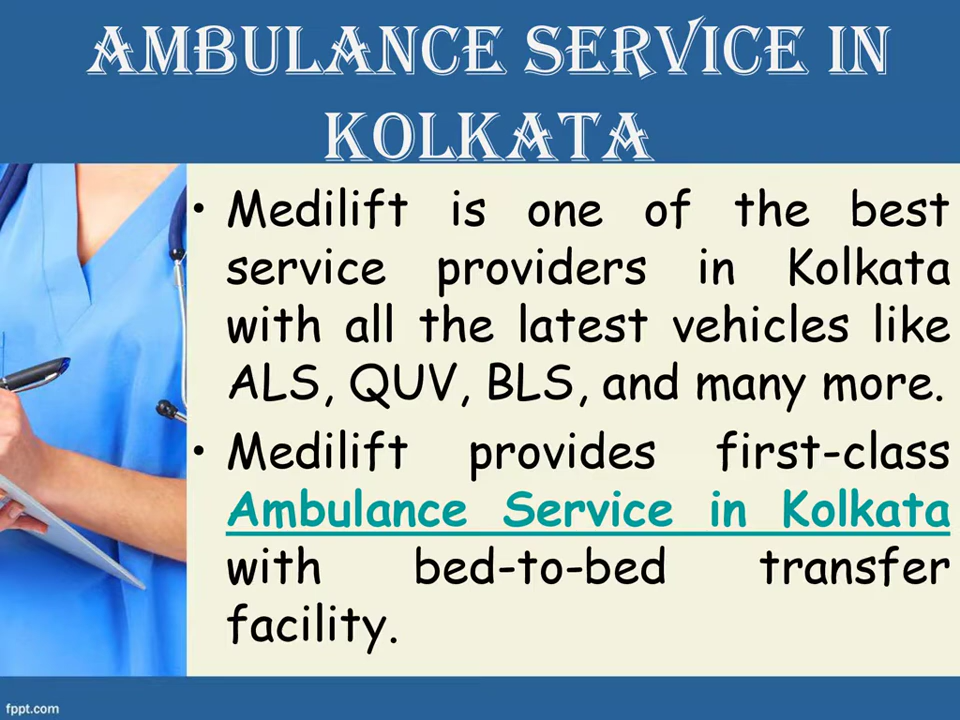 AMBULANCE SERVICE IN
KOLKATA
• Medilift is one of the best
service providers in Kolkata
with all the latest vehicles like
ALS, QUV, BLS, and many more.
• Medilift provides first-class
Ambulance Service in Kolkata
with bed-to-bed transfer
facility.
fppt.com